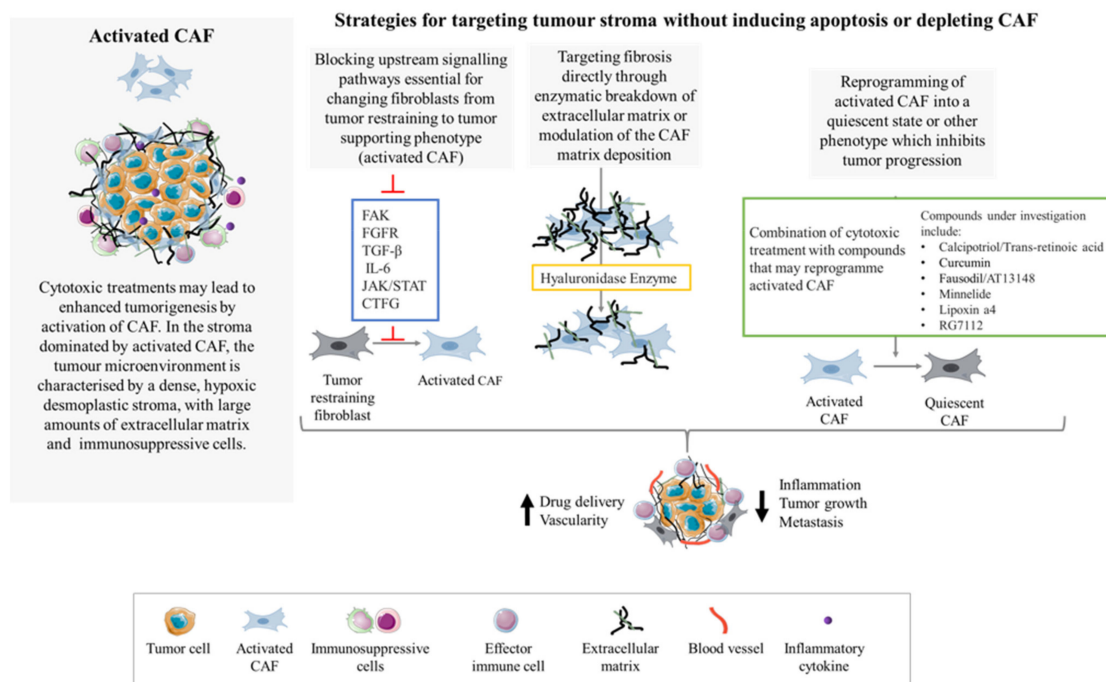 Strategies for targeting tumour stroma without inducing apoptosis or depleting CAF
Activated CAF
Cytotoxic treatments may lead to
enhanced tumorigenesis by
activation of CAF. In the stroma
dominated by activated CAF, the
tumour microenvironment is
characterised by a dense, hypoxic
desmoplastic stroma, with large
amounts of extracellular matrix
and immunosuppressive cells.
Blocking upstream signalling
pathways essential for
changing fibroblasts from
tumor restraining to tumor
supporting phenotype
(activated CAF)
FAK
FGFR
TGF-β
IL-6
JAK/STAT
CTFG
Tumor
restraining
fibroblast
Activated CAF
Targeting fibrosis
directly through
enzymatic breakdown of
extracellular matrix or
modulation of the CAF
matrix deposition
Hyaluronidase Enzyme
Reprogramming of
activated CAF into a
quiescent state or other
phenotype which inhibits
tumor progression
Combination of cytotoxic
treatment with compounds
that may reprogramme
activated CAF
Compounds under investigation
include:
• Calcipotriol/Trans-retinoic acid
• Curcumin
• Fausodil/AT13148
• Minnelide
• Lipoxin a4
• RG7112
Activated
CAF
Quiescent
CAF
Drug delivery
Vascularity
Inflammation
Tumor growth
Metastasis
Tumor cell
Activated
CAF
Immunosuppressive
cells
Effector
immune cell
Extracellular
matrix
Blood vessel
Inflammatory
cytokine